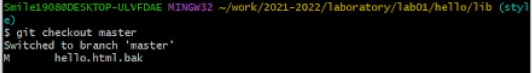 Smile1908@DESKTOP-ULVFDAE MINGW32 ~/work/2021-2022/laboratory/lab01/hello/lib (styl
e)
$ git checkout master
Switched to branch 'master'
M       hello.html.bak